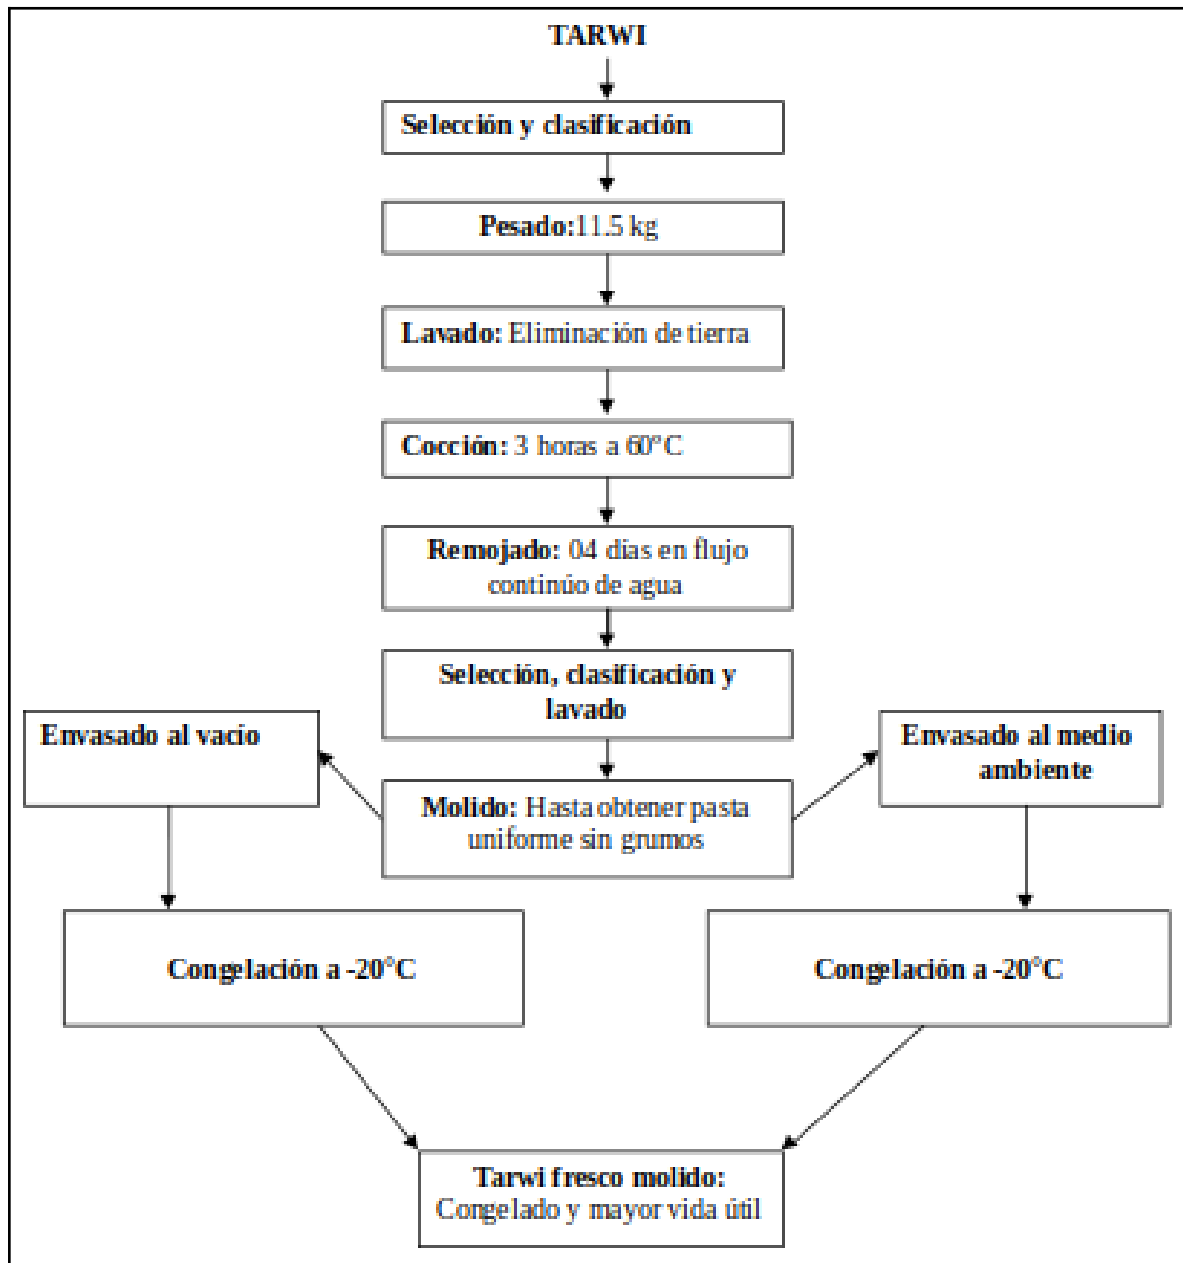 TARWI
Selección y clasificación
Pesado:11.5 kg
Lavado: Eliminación de tierra
Cocción: 3 horas a 60°C
Remojado: 04 días en flujo
continúo de agua
Selección, clasificación y
lavado
Envasado al vacio
Envasado al medio
ambiente
Molido: Hasta obtener pasta
uniforme sin grumos
Congelación a -20°C
Congelación a -20°C
Tarwi fresco molido:
Congelado y mayor vida útil